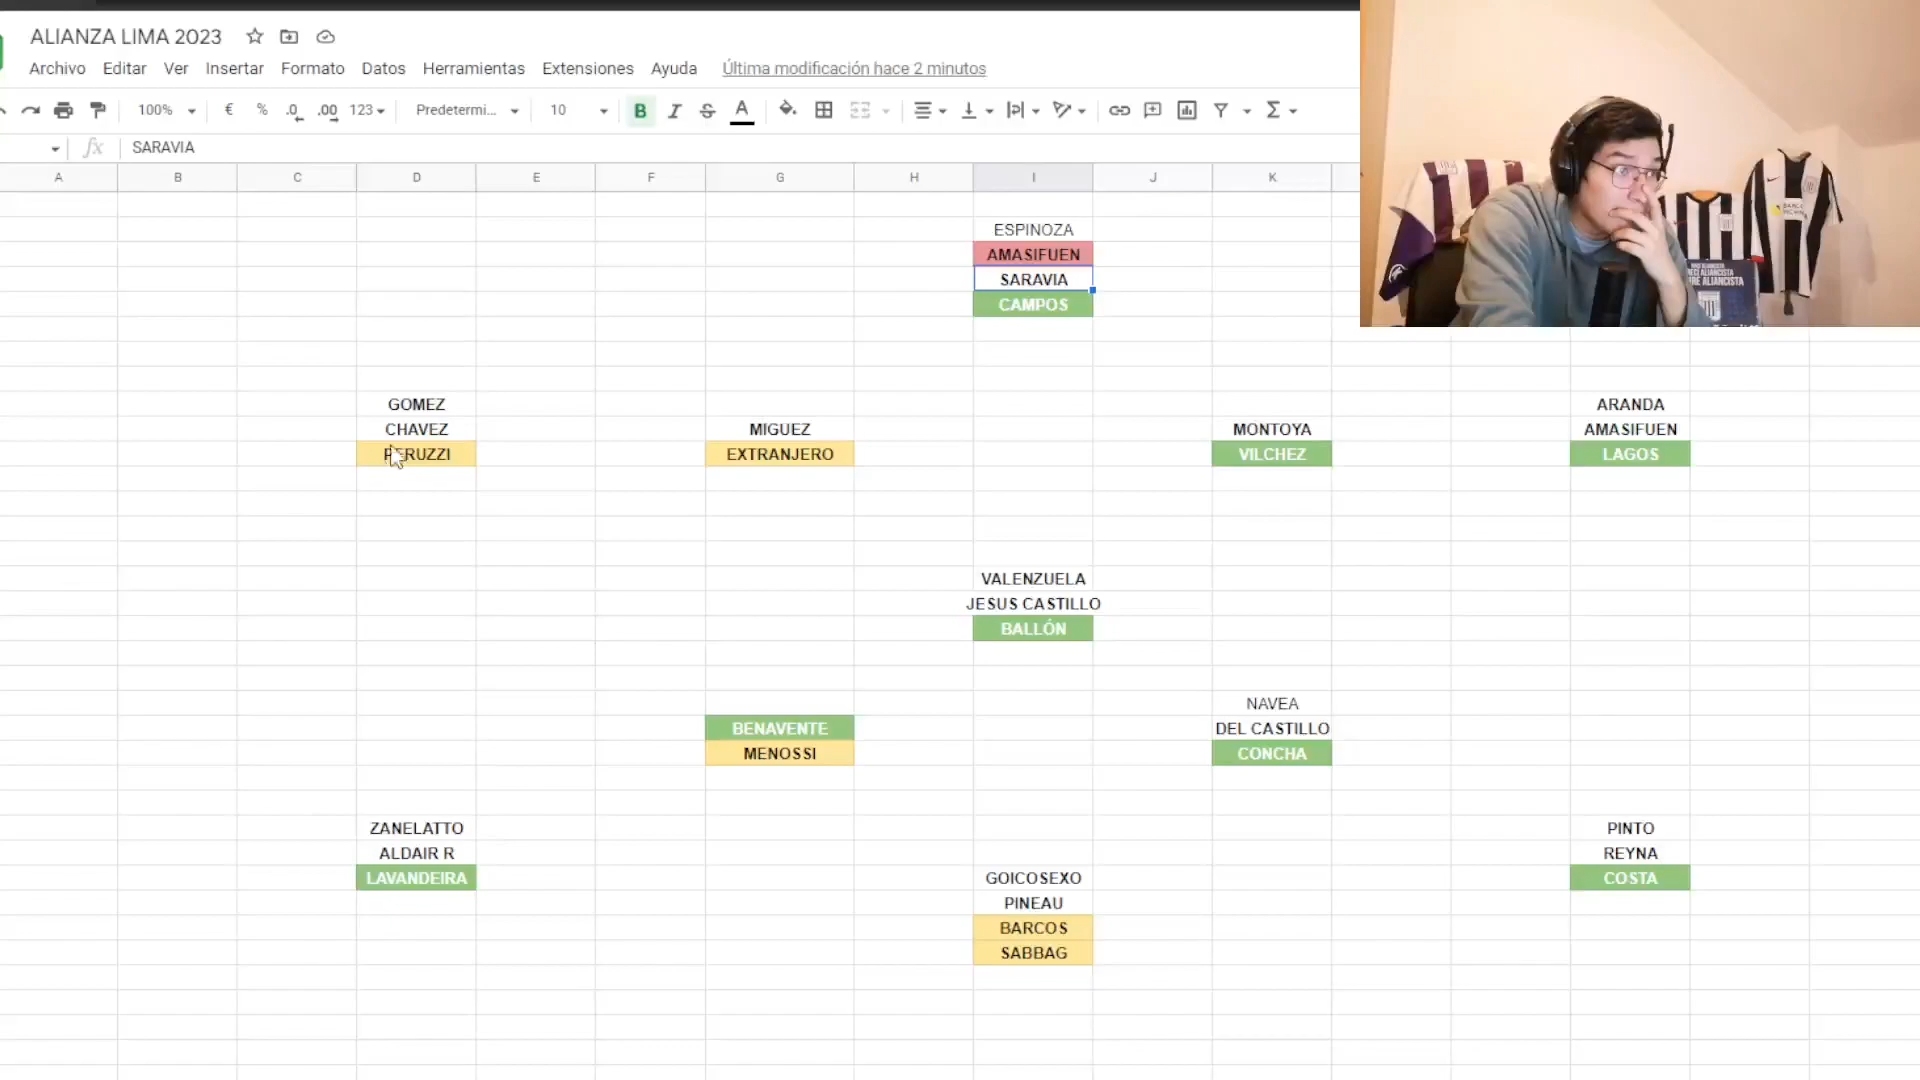 ALIANZA LIMA 2023
Archivo Editar Ver Insertar Formato Datos Herramientas Extensiones Ayuda Última modificación hace 2 minutos
100% € % .0 .00 123 Predetermi... 10 B I S A Σ
fx SARAVIA
A B C D E F G H I J K
ESPINOZA
AMASIFUEN
SARAVIA
CAMPOS
GOMEZ ARANDA
CHAVEZ MIGUEZ MONTOYA AMASIFUEN
PERUZZI EXTRANJERO VILCHEZ LAGOS
VALENZUELA
JESUS CASTILLO
BALLÓN
NAVEA
BENAVENTE DEL CASTILLO
MENOSSI CONCHA
ZANELATTO PINTO
ALDAIR R REYNA
LAVANDEIRA GOICOSEXO COSTA
PINEAU
BARCOS
SABBAG